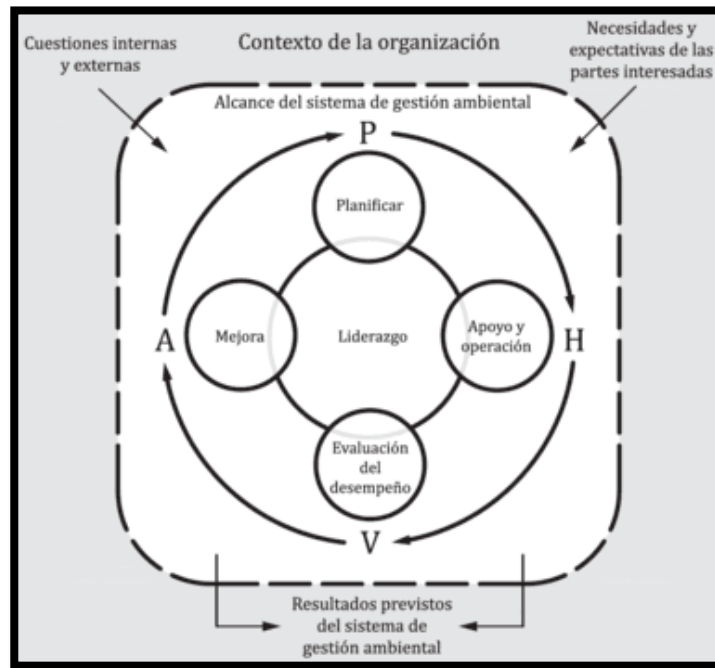 Cuestiones internas
y externas
Contexto de la organización
Necesidades y
expectativas de las
partes interesadas
Alcance del sistema de gestión ambiental
P
Planificar
A
Mejora
Liderazgo
Apoyo y
operación
H
Evaluación
del
desempeño
V
Resultados previstos
del sistema de
gestión ambiental